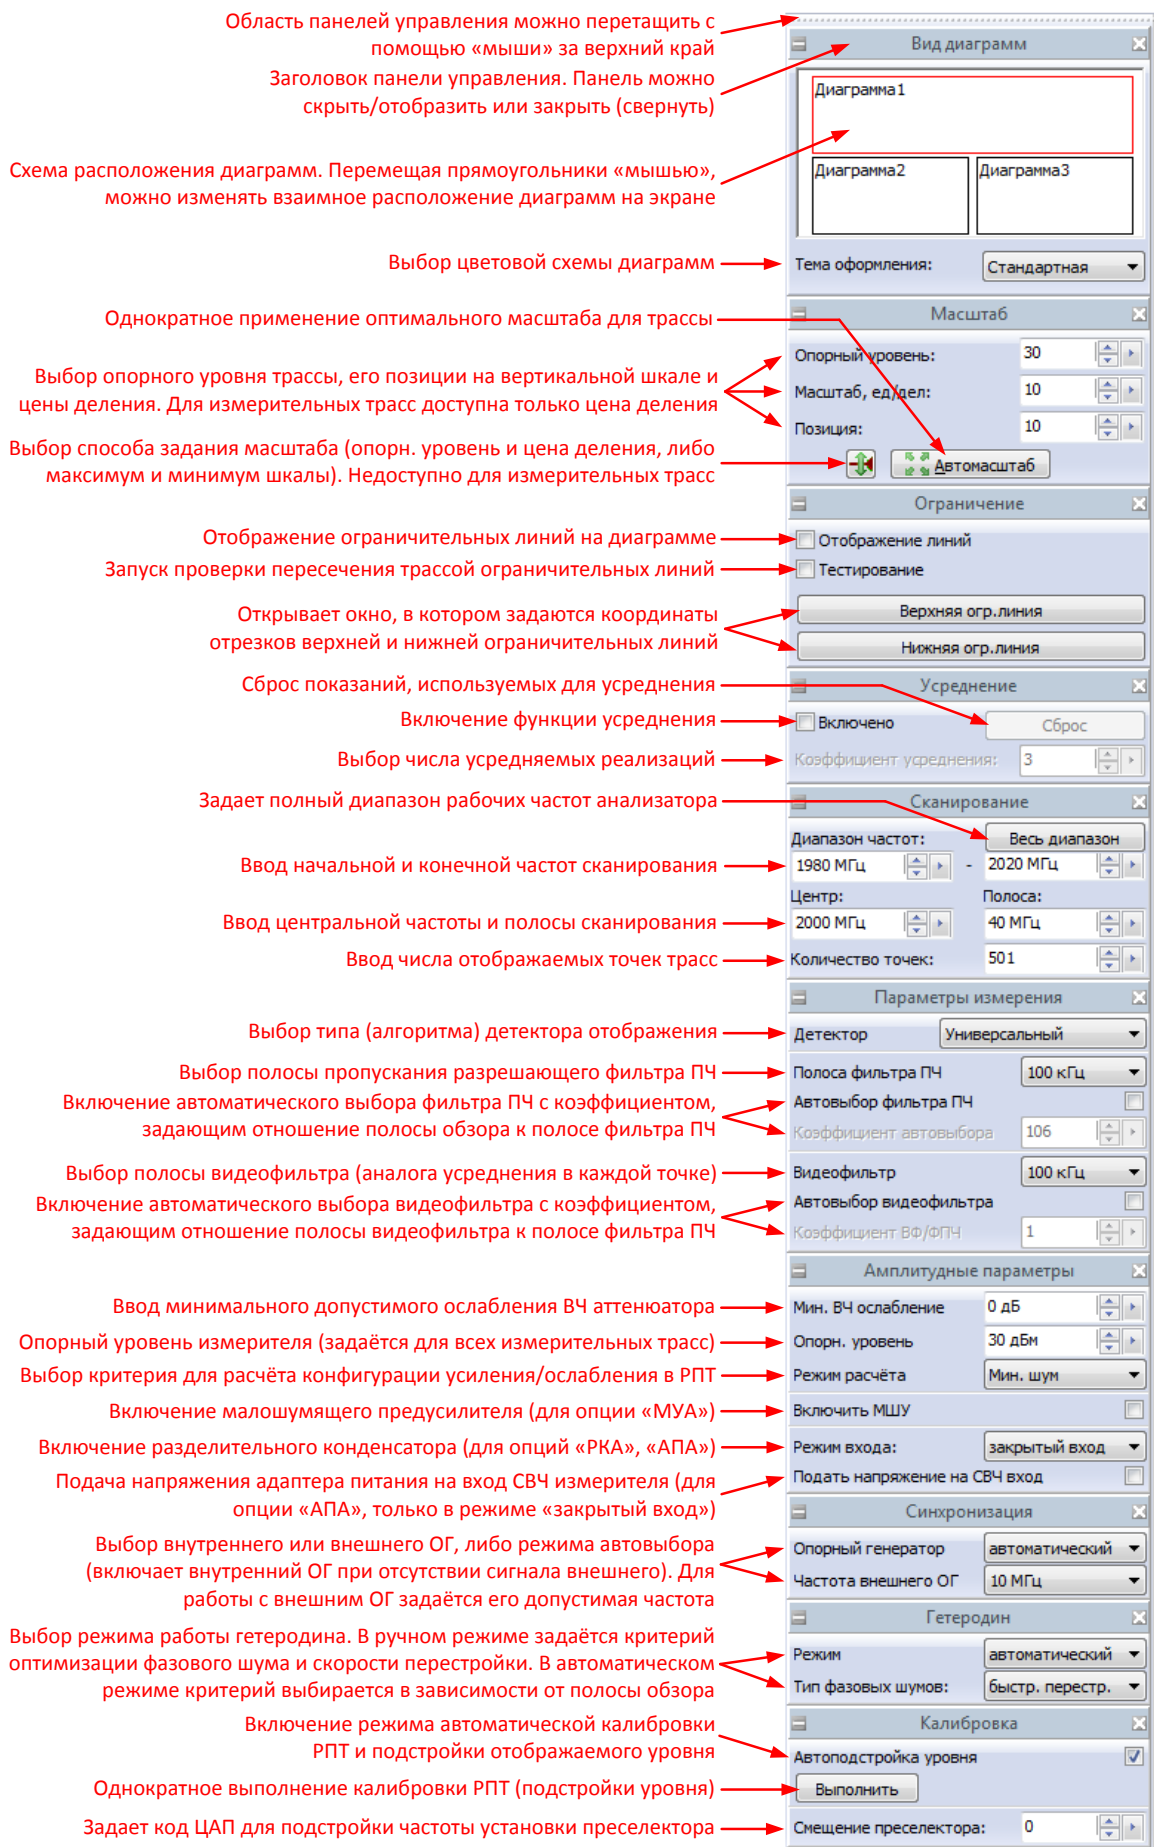 Область панелей управления можно перетащить с
помощью «мыши» за верхний край
Вид диаграмм
Заголовок панели управления. Панель можно
скрыть/отобразить или закрыть (свернуть)
Диаграмма1
Схема расположения диаграмм. Перемещая прямоугольники «мышью»,
можно изменять взаимное расположение диаграмм на экране
Диаграмма2 Диаграмма3
Выбор цветовой схемы диаграмм
Тема оформления: Стандартная
Однократное применение оптимального масштаба для трассы
Масштаб
Выбор опорного уровня трассы, его позиции на вертикальной шкале и
цены деления. Для измерительных трасс доступна только цена деления
Опорный уровень: 30
Масштаб, ед/дел: 10
Позиция: 10
Выбор способа задания масштаба (опорн. уровень и цена деления, либо
максимум и минимум шкалы). Недоступно для измерительных трасс
Автомасштаб
Ограничение
Отображение ограничительных линий на диаграмме
Отображение линий
Запуск проверки пересечения трассой ограничительных линий
Тестирование
Открывает окно, в котором задаются координаты
отрезков верхней и нижней ограничительных линий
Верхняя огр.линия
Нижняя огр.линия
Сброс показаний, используемых для усреднения
Усреднение
Включение функции усреднения
Включено Сброс
Выбор числа усредняемых реализаций
Коэффициент усреднения: 3
Задает полный диапазон рабочих частот анализатора
Сканирование
Диапазон частот: Весь диапазон
Ввод начальной и конечной частот сканирования
1980 МГц - 2020 МГц
Центр: Полоса:
Ввод центральной частоты и полосы сканирования
2000 МГц 40 МГц
Ввод числа отображаемых точек трасс
Количество точек: 501
Параметры измерения
Выбор типа (алгоритма) детектора отображения
Детектор Универсальный
Выбор полосы пропускания разрешающего фильтра ПЧ
Полоса фильтра ПЧ 100 кГц
Включение автоматического выбора фильтра ПЧ с коэффициентом,
задающим отношение полосы обзора к полосе фильтра ПЧ
Автовыбор фильтра ПЧ
Коэффициент автовыбора 106
Выбор полосы видеофильтра (аналога усреднения в каждой точке)
Видеофильтр 100 кГц
Включение автоматического выбора видеофильтра с коэффициентом,
задающим отношение полосы видеофильтра к полосе фильтра ПЧ
Автовыбор видеофильтра
Коэффициент ВФ/ФПЧ 1
Амплитудные параметры
Ввод минимального допустимого ослабления ВЧ аттенюатора
Мин. ВЧ ослабление 0 дБ
Опорный уровень измерителя (задаётся для всех измерительных трасс)
Опорн. уровень 30 дБм
Выбор критерия для расчёта конфигурации усиления/ослабления в РПТ
Режим расчёта Мин. шум
Включение малошумящего предусилителя (для опции «МУА»)
Включить МШУ
Включение разделительного конденсатора (для опций «РКА», «АПА»)
Режим входа: закрытый вход
Подача напряжения адаптера питания на вход СВЧ измерителя (для
опции «АПА», только в режиме «закрытый вход»)
Подать напряжение на СВЧ вход
Синхронизация
Выбор внутреннего или внешнего ОГ, либо режима автовыбора
(включает внутренний ОГ при отсутствии сигнала внешнего). Для
работы с внешним ОГ задаётся его допустимая частота
Опорный генератор автоматический
Частота внешнего ОГ 10 МГц
Гетеродин
Выбор режима работы гетеродина. В ручном режиме задаётся критерий
оптимизации фазового шума и скорости перестройки. В автоматическом
режиме критерий выбирается в зависимости от полосы обзора
Режим автоматический
Тип фазовых шумов: быстр. перестр.
Калибровка
Включение режима автоматической калибровки
РПТ и подстройки отображаемого уровня
Автоподстройка уровня
Однократное выполнение калибровки РПТ (подстройки уровня)
Выполнить
Задает код ЦАП для подстройки частоты установки преселектора
Смещение преселектора: 0